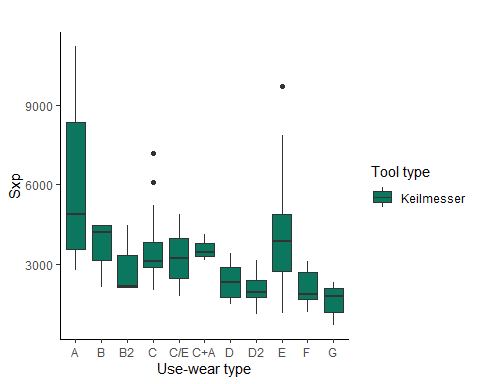 Sxp
9000
6000
3000
A B B2 C C/E C+A D D2 E F G
Use-wear type
Tool type
Keilmesser